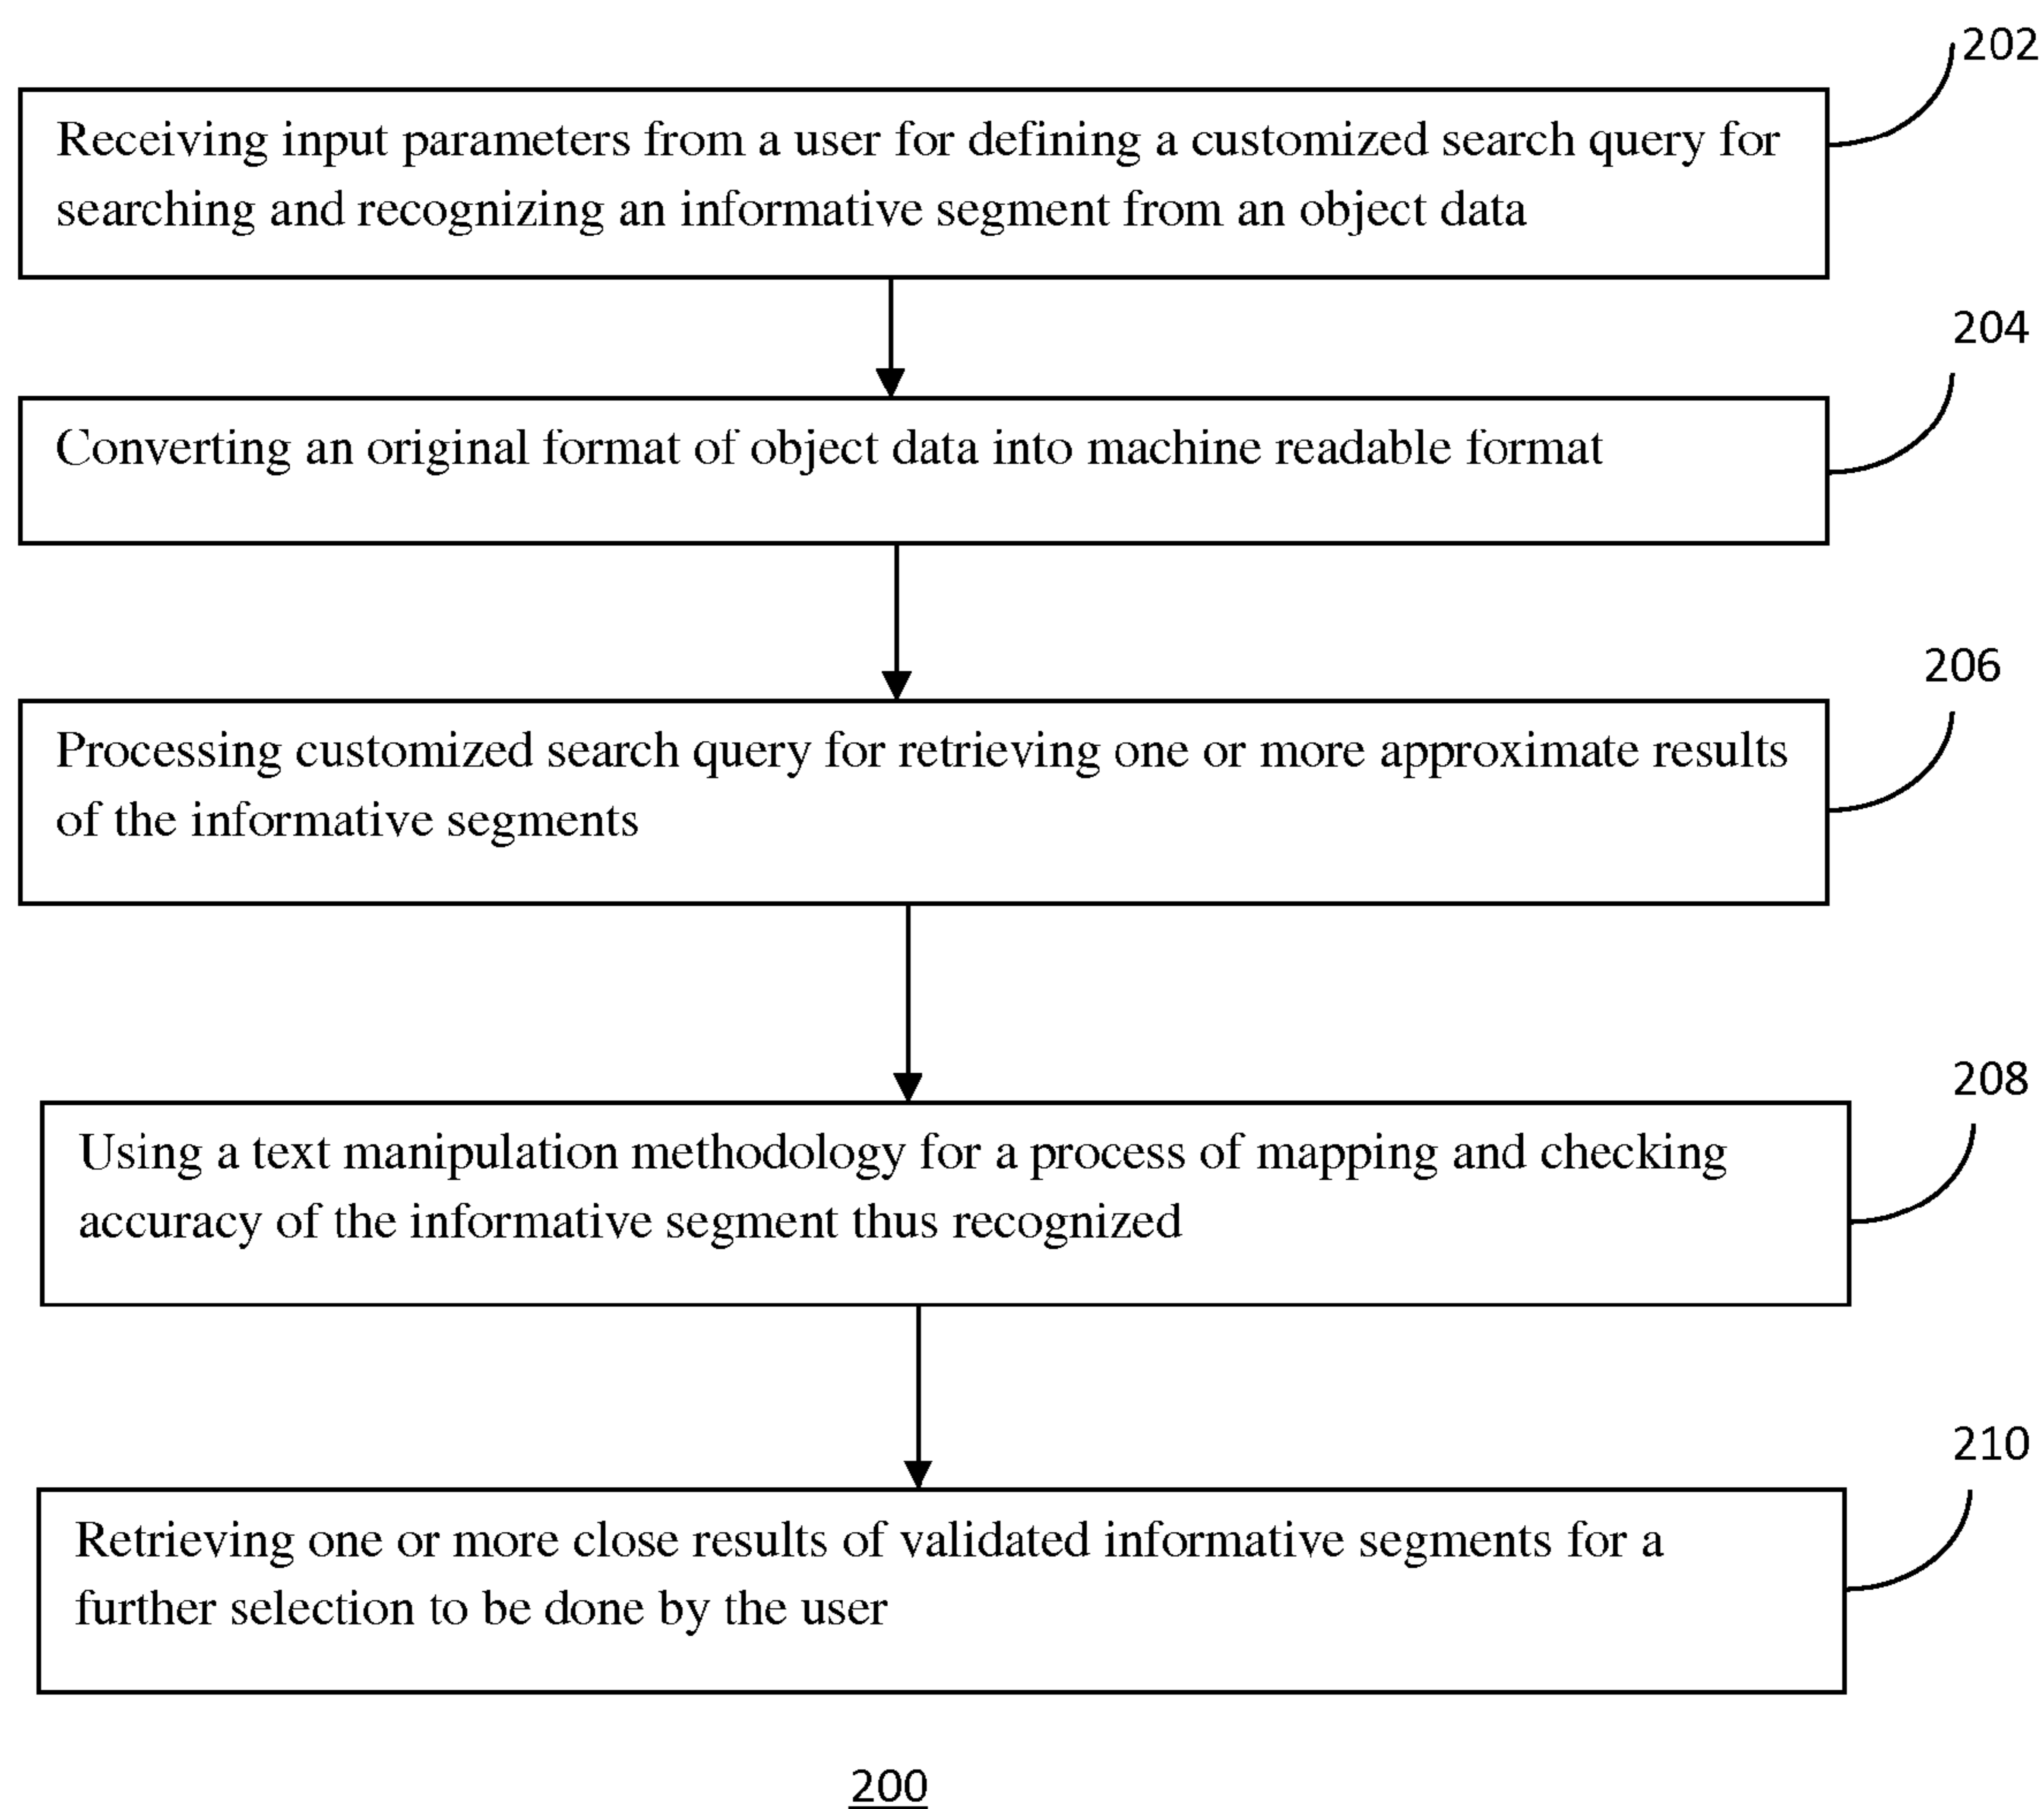 202
Receiving input parameters from a user for defining a customized search query for
searching and recognizing an informative segment from an object data
204
Converting an original format of object data into machine readable format
206
Processing customized search query for retrieving one or more approximate results
of the informative segments
208
Using a text manipulation methodology for a process of mapping and checking
accuracy of the informative segment thus recognized
210
Retrieving one or more close results of validated informative segments for a
further selection to be done by the user
200